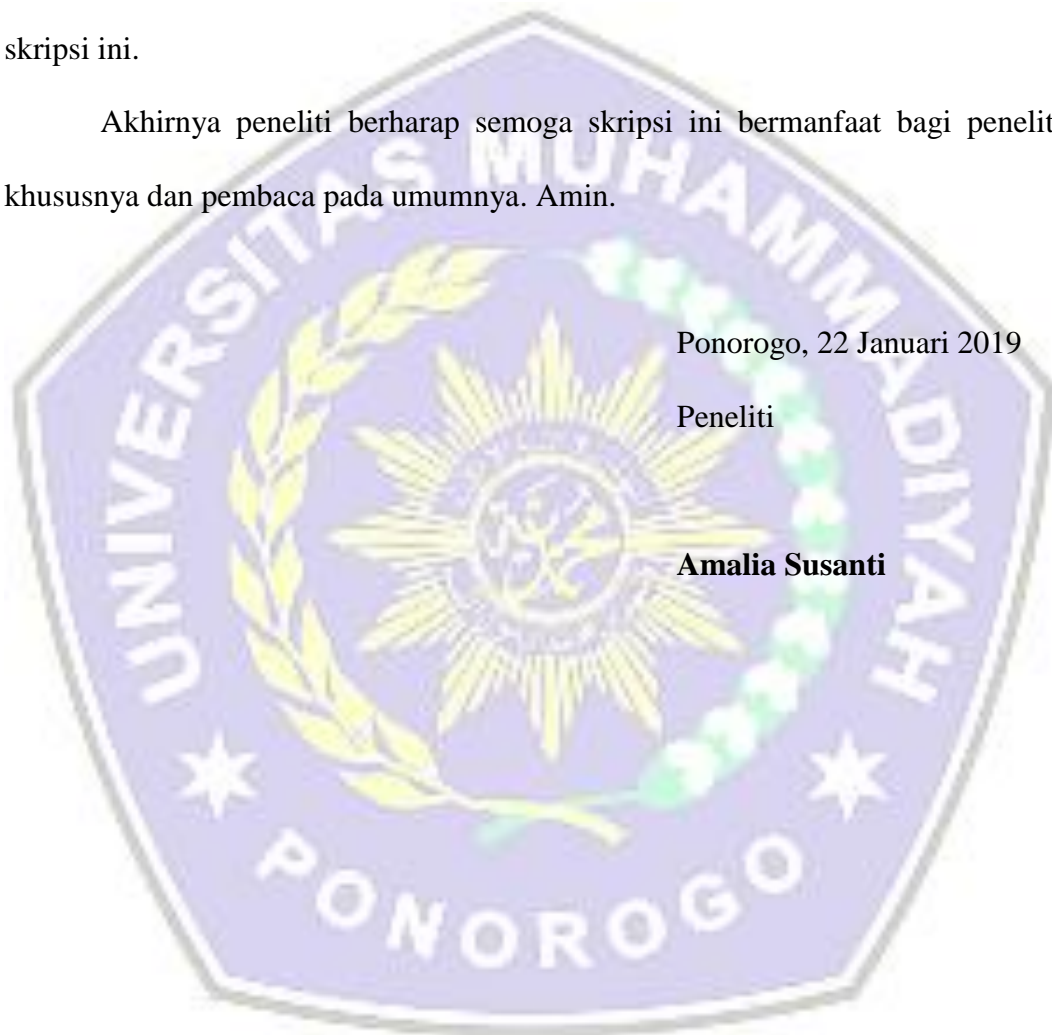 skripsi ini.
Akhirnya peneliti berharap semoga skripsi ini bermanfaat bagi penelit
khususnya dan pembaca pada umumnya. Amin.
Ponorogo, 22 Januari 2019
Peneliti
Amalia Susanti
UNIVERSITAS MUHAMMADIYAH
PONOROGO